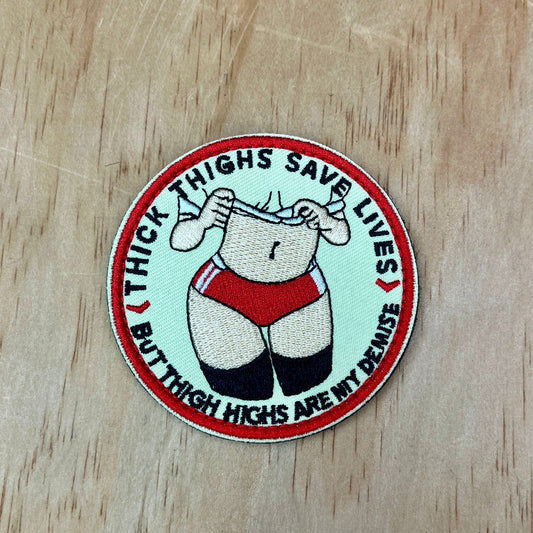 THICK THIGHS SAVE LIVES
BUT THIGH HIGHS ARE MY DEMISE